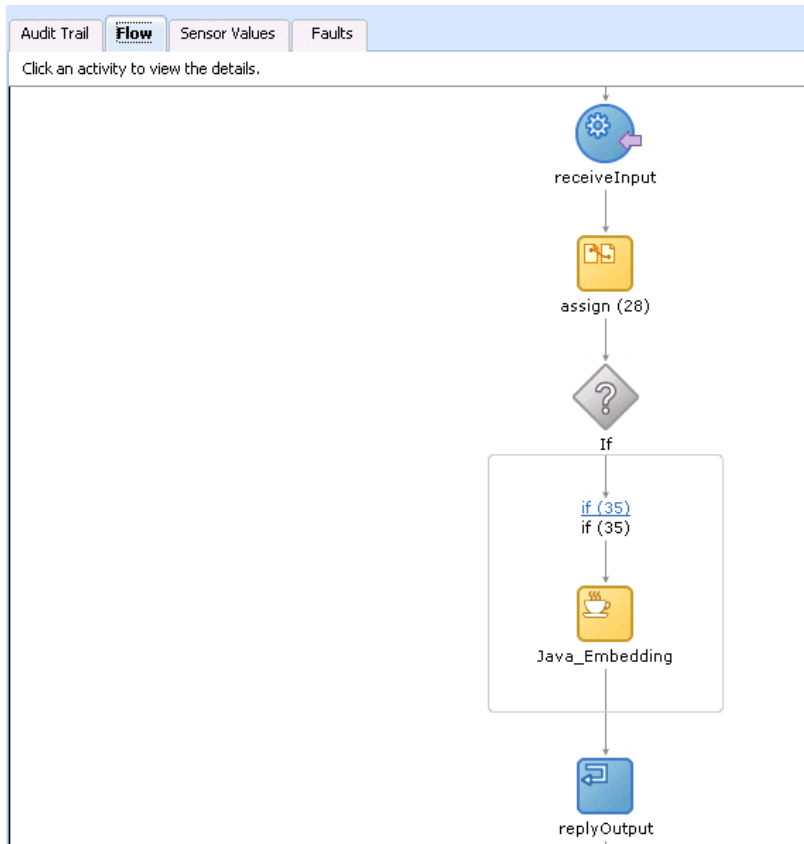 Audit Trail Flow Sensor Values Faults
Click an activity to view the details.
receiveInput
assign (28)
?
If
if (35)
if (35)
Java_Embedding
replyOutput